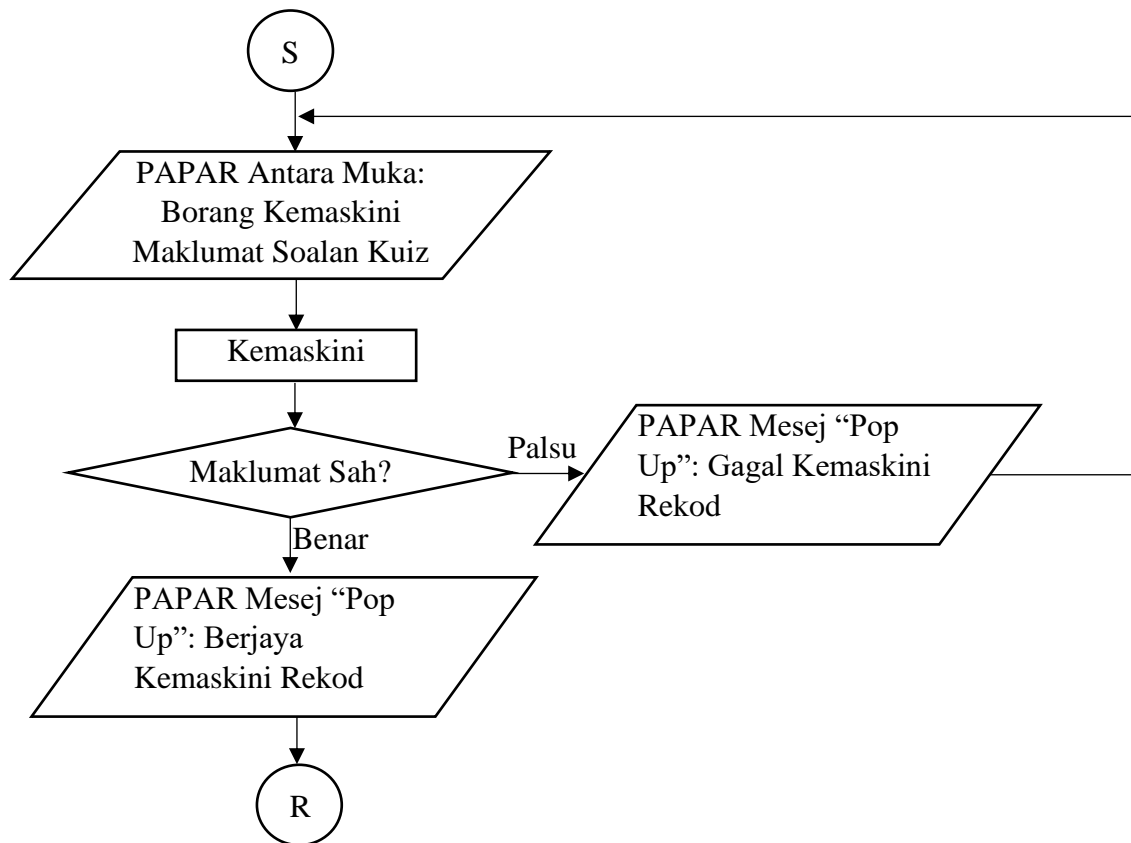 S
PAPAR Antara Muka:
Borang Kemaskini
Maklumat Soalan Kuiz
Kemaskini
Maklumat Sah?
Palsu
PAPAR Mesej “Pop
Up”: Gagal Kemaskini
Rekod
Benar
PAPAR Mesej “Pop
Up”: Berjaya
Kemaskini Rekod
R